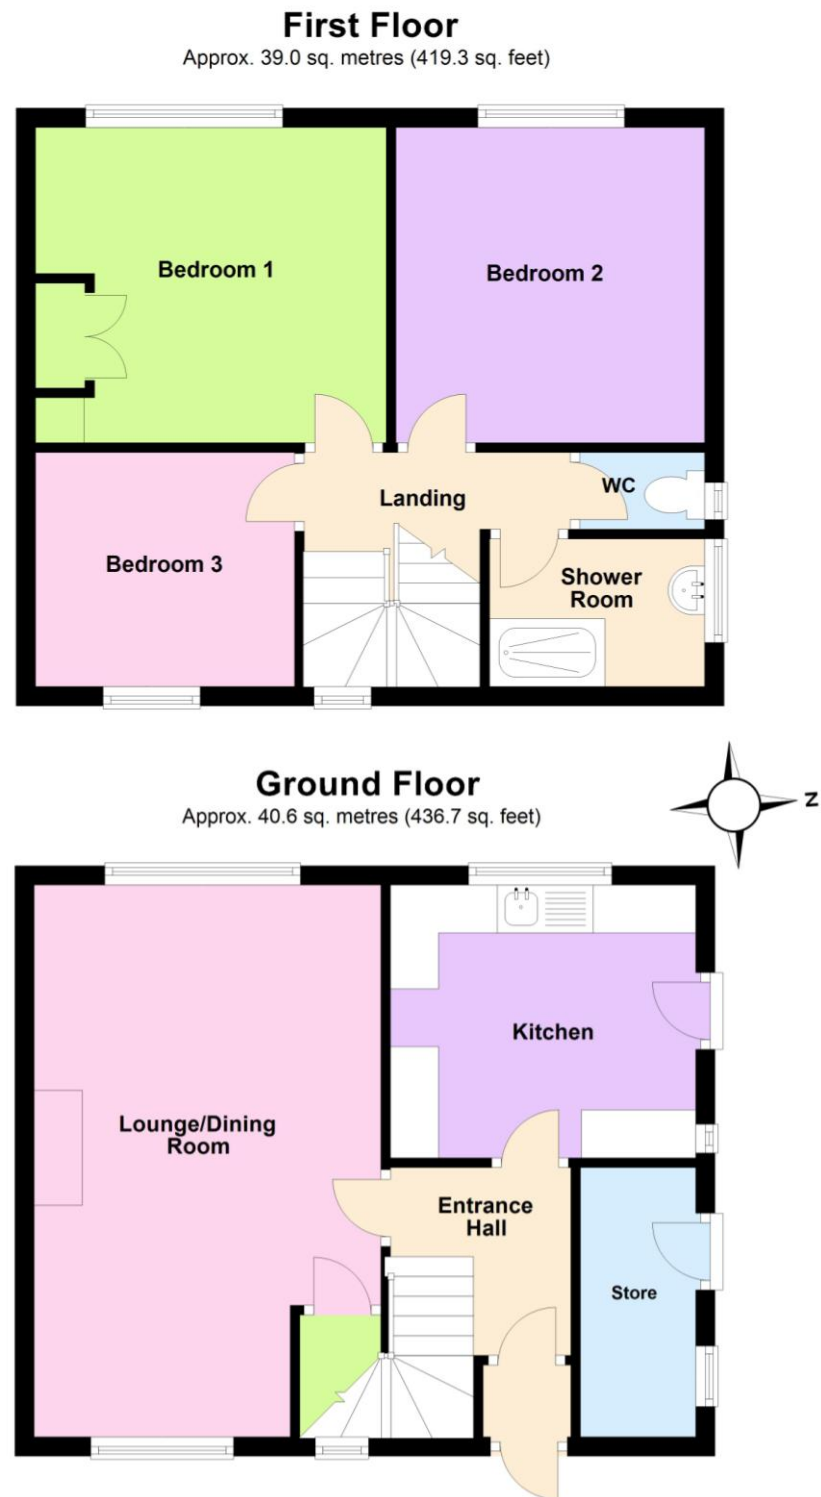 First Floor
Approx. 39.0 sq. metres (419.3 sq. feet)
Bedroom 1
Bedroom 2
Landing
WC
Bedroom 3
Shower
Room
Ground Floor
Approx. 40.6 sq. metres (436.7 sq. feet)
N
Kitchen
Lounge/Dining
Room
Entrance
Hall
Store